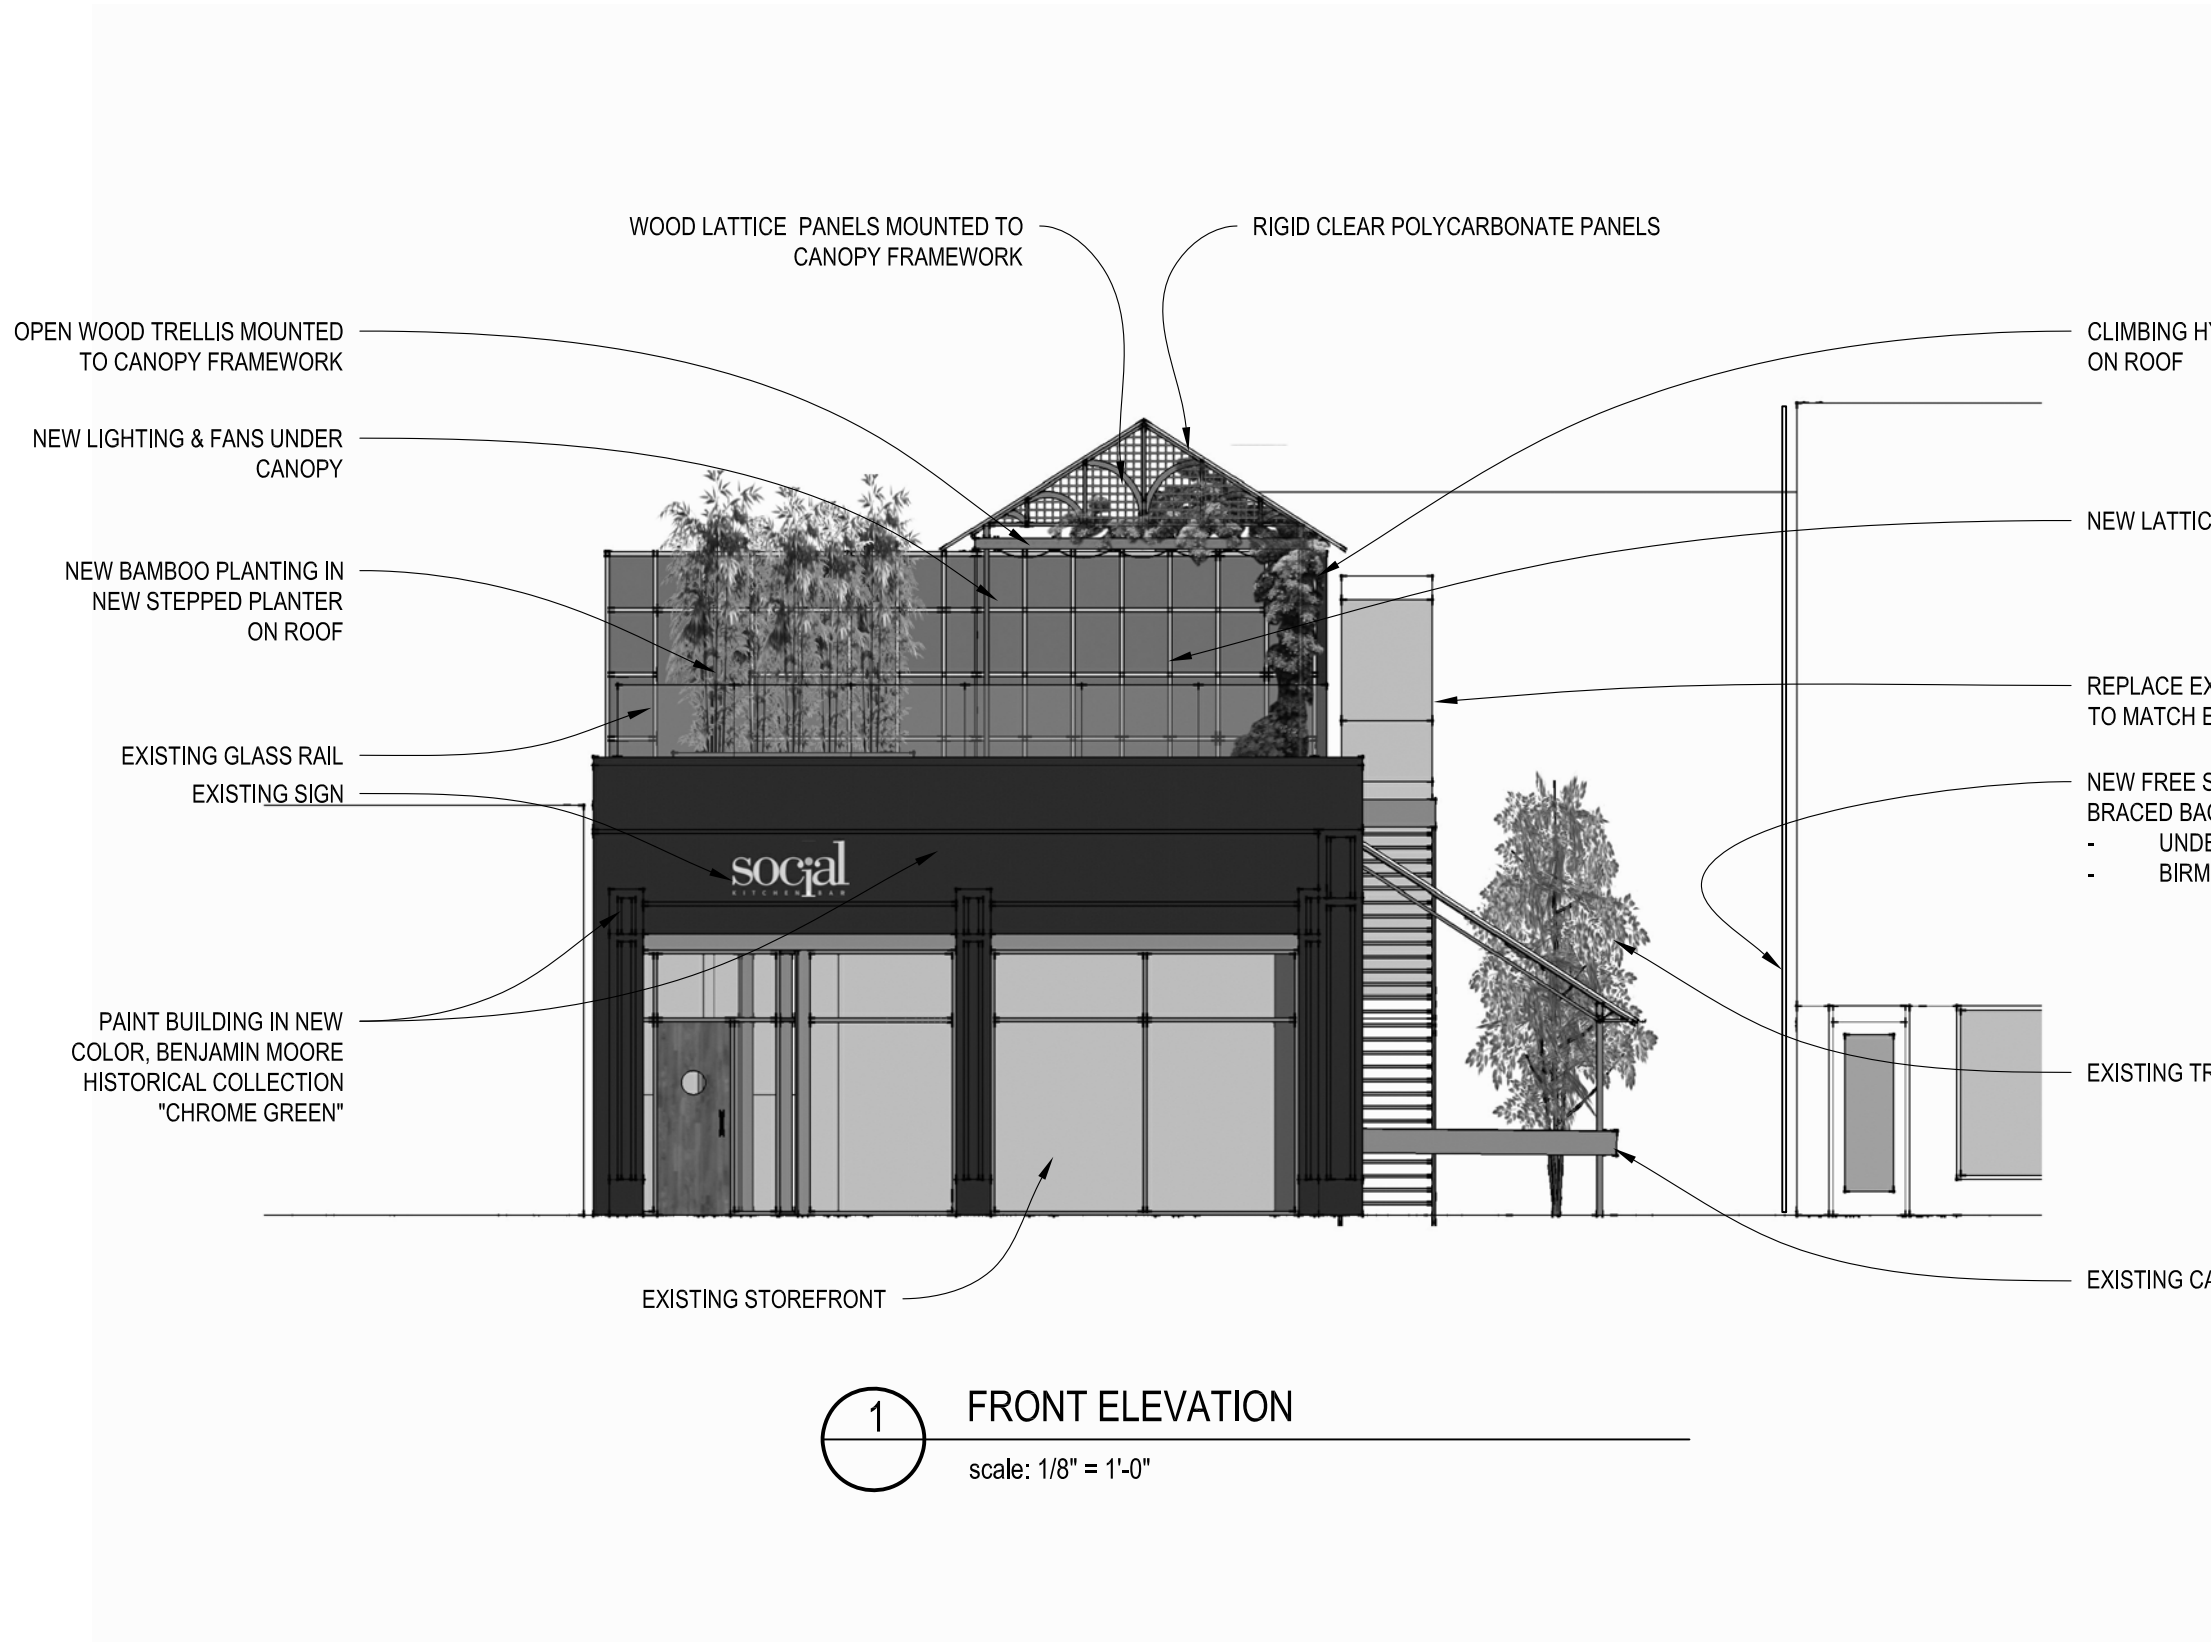 WOOD LATTICE PANELS MOUNTED TO
CANOPY FRAMEWORK
RIGID CLEAR POLYCARBONATE PANELS
OPEN WOOD TRELLIS MOUNTED
TO CANOPY FRAMEWORK
NEW LIGHTING & FANS UNDER
CANOPY
NEW BAMBOO PLANTING IN
NEW STEPPED PLANTER
ON ROOF
EXISTING GLASS RAIL
EXISTING SIGN
PAINT BUILDING IN NEW
COLOR, BENJAMIN MOORE
HISTORICAL COLLECTION
"CHROME GREEN"
social
KITCHEN BAR
EXISTING STOREFRONT
CLIMBING HY
ON ROOF
NEW LATTIC
REPLACE EX
TO MATCH E
NEW FREE S
BRACED BAC
- UNDE
- BIRM
EXISTING TR
EXISTING CA
1
FRONT ELEVATION
scale: 1/8" = 1'-0"